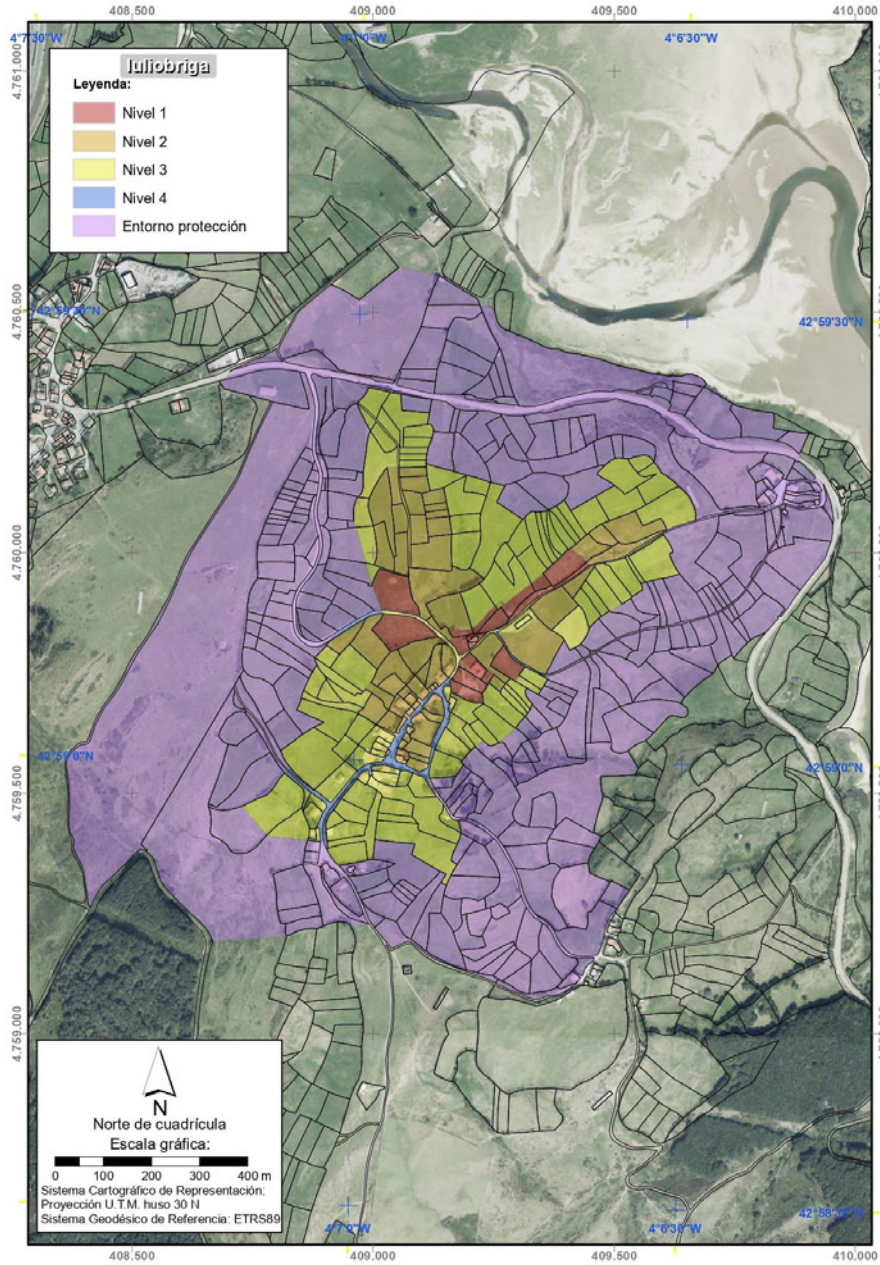 408,500
409,000
409,500
410,000
4°7'30"W
4°7'0"W
4°6'30"W
4.761.000
Iuliobriga
Leyenda:
Nivel 1
Nivel 2
Nivel 3
Nivel 4
Entorno protección
4.760.500
42°59'30"N
42°59'30"N
4.760.000
42°59'0"N
42°59'0"N
4.759.500
4.759.000
N
Norte de cuadrícula
Escala gráfica:
0 100 200 300 400 m
Sistema Cartográfico de Representación:
Proyección U.T.M. huso 30 N
Sistema Geodésico de Referencia: ETRS89
4°7'0"W
4°6'30"W
408.500
409.000
409.500
410.000